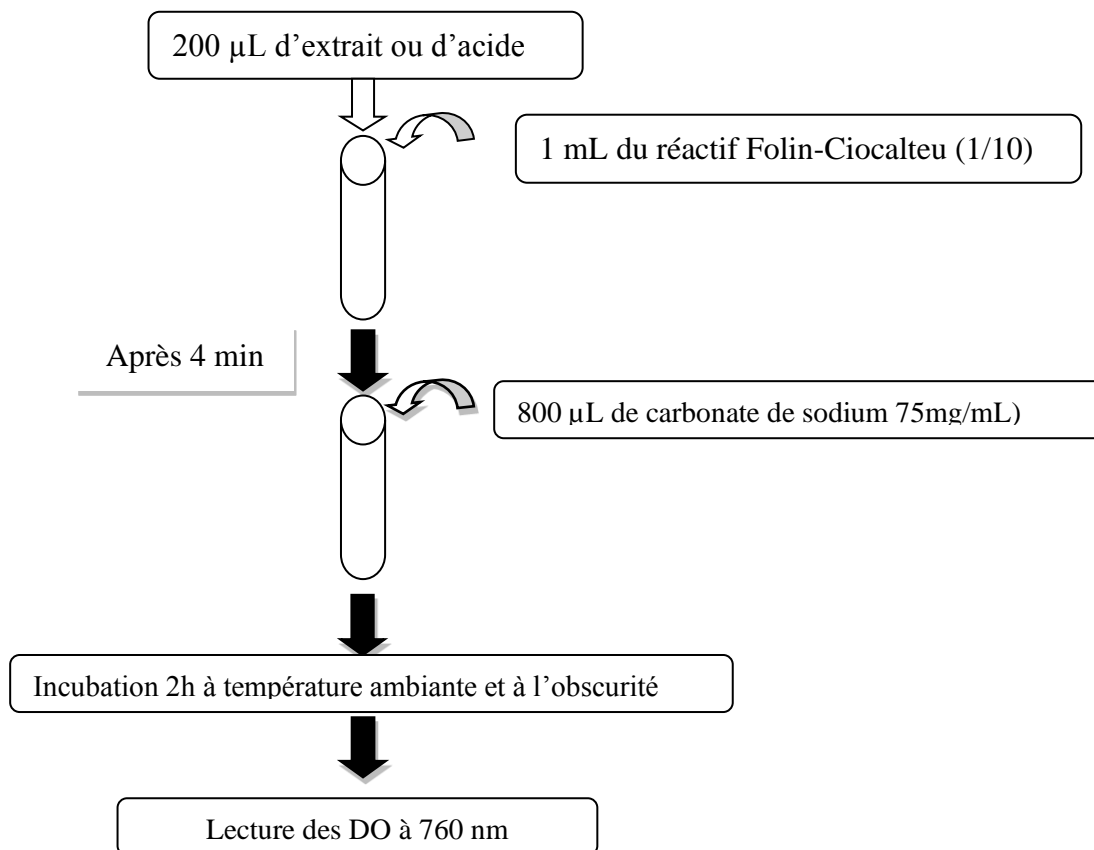 200 µL d’extrait ou d’acide
1 mL du réactif Folin-Ciocalteu (1/10)
Après 4 min
800 µL de carbonate de sodium 75mg/mL)
Incubation 2h à température ambiante et à l’obscurité
Lecture des DO à 760 nm